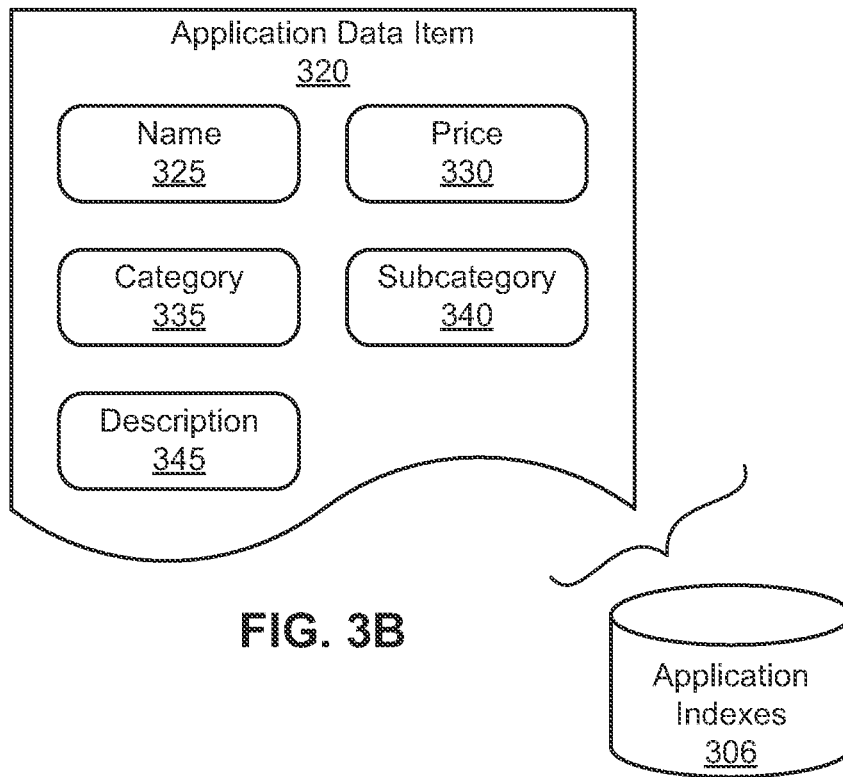 Application Data Item
320
Name
325
Price
330
Category
335
Subcategory
340
Description
345
FIG. 3B
Application
Indexes
306